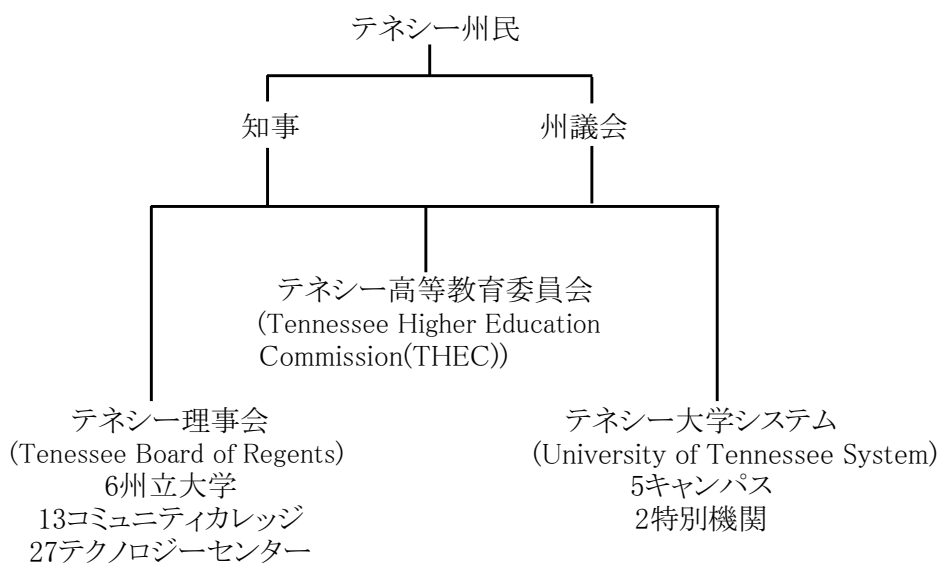 テネシー州民
知事
州議会
テネシー高等教育委員会
(Tennessee Higher Education
Commission(THEC))
テネシー理事会
(Tenessee Board of Regents)
6州立大学
13コミュニティカレッジ
27テクノロジーセンター
テネシー大学システム
(University of Tennessee System)
5キャンパス
2特別機関